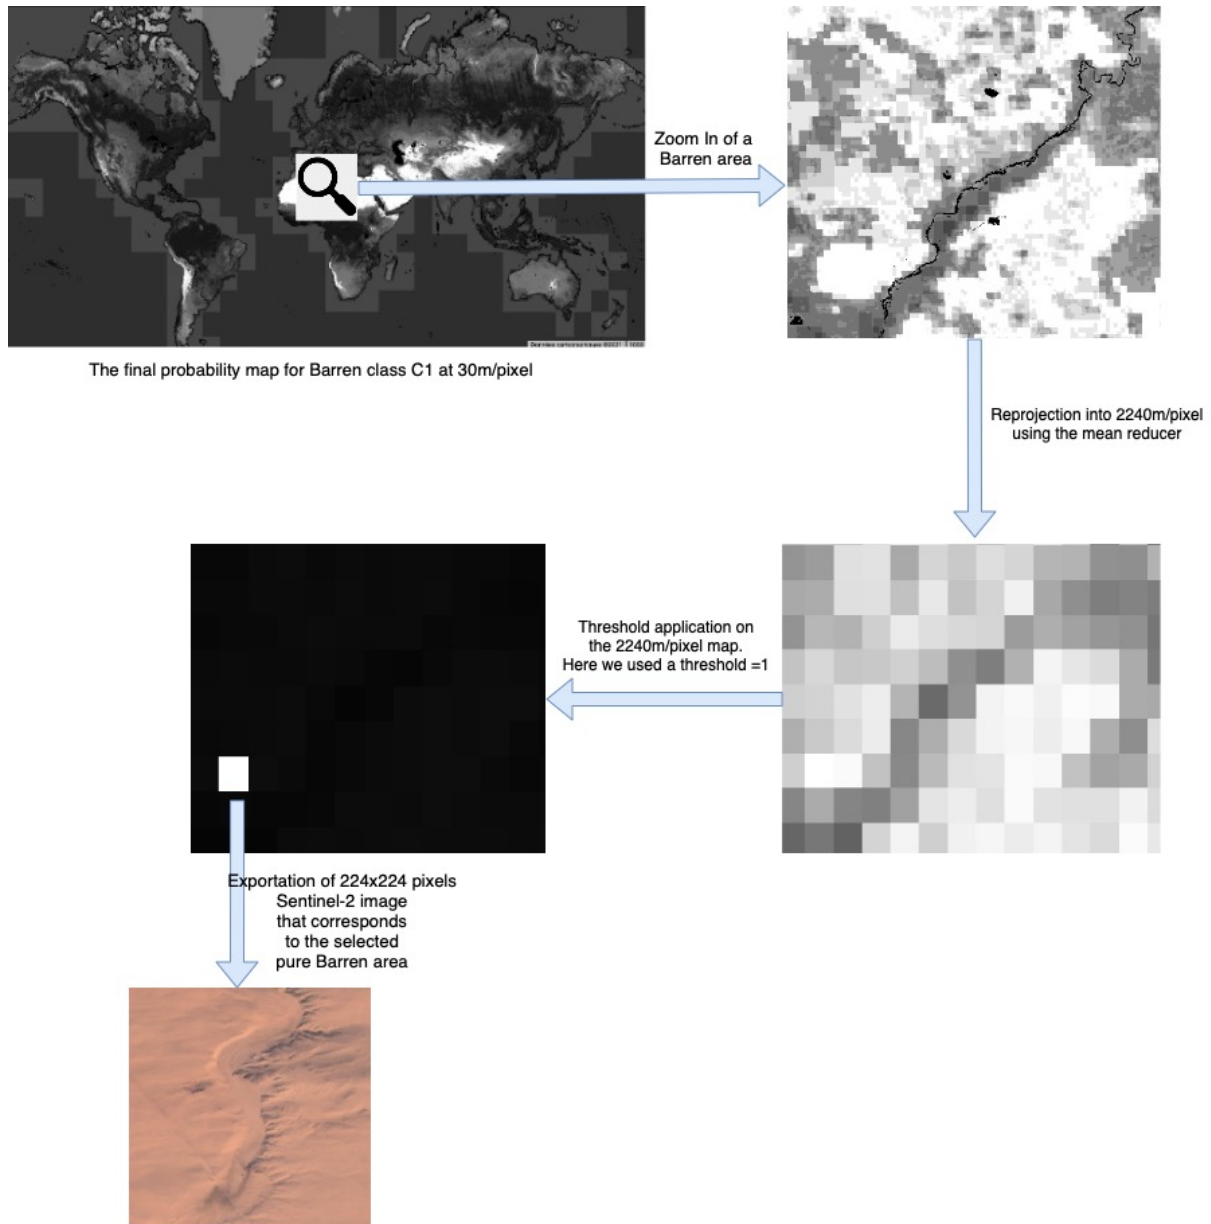 Zoom In of a
Barren area
The final probability map for Barren class C1 at 30m/pixel
Reprojection into 2240m/pixel
using the mean reducer
Threshold application on
the 2240m/pixel map.
Here we used a threshold =1
Exportation of 224x224 pixels
Sentinel-2 image
that corresponds
to the selected
pure Barren area